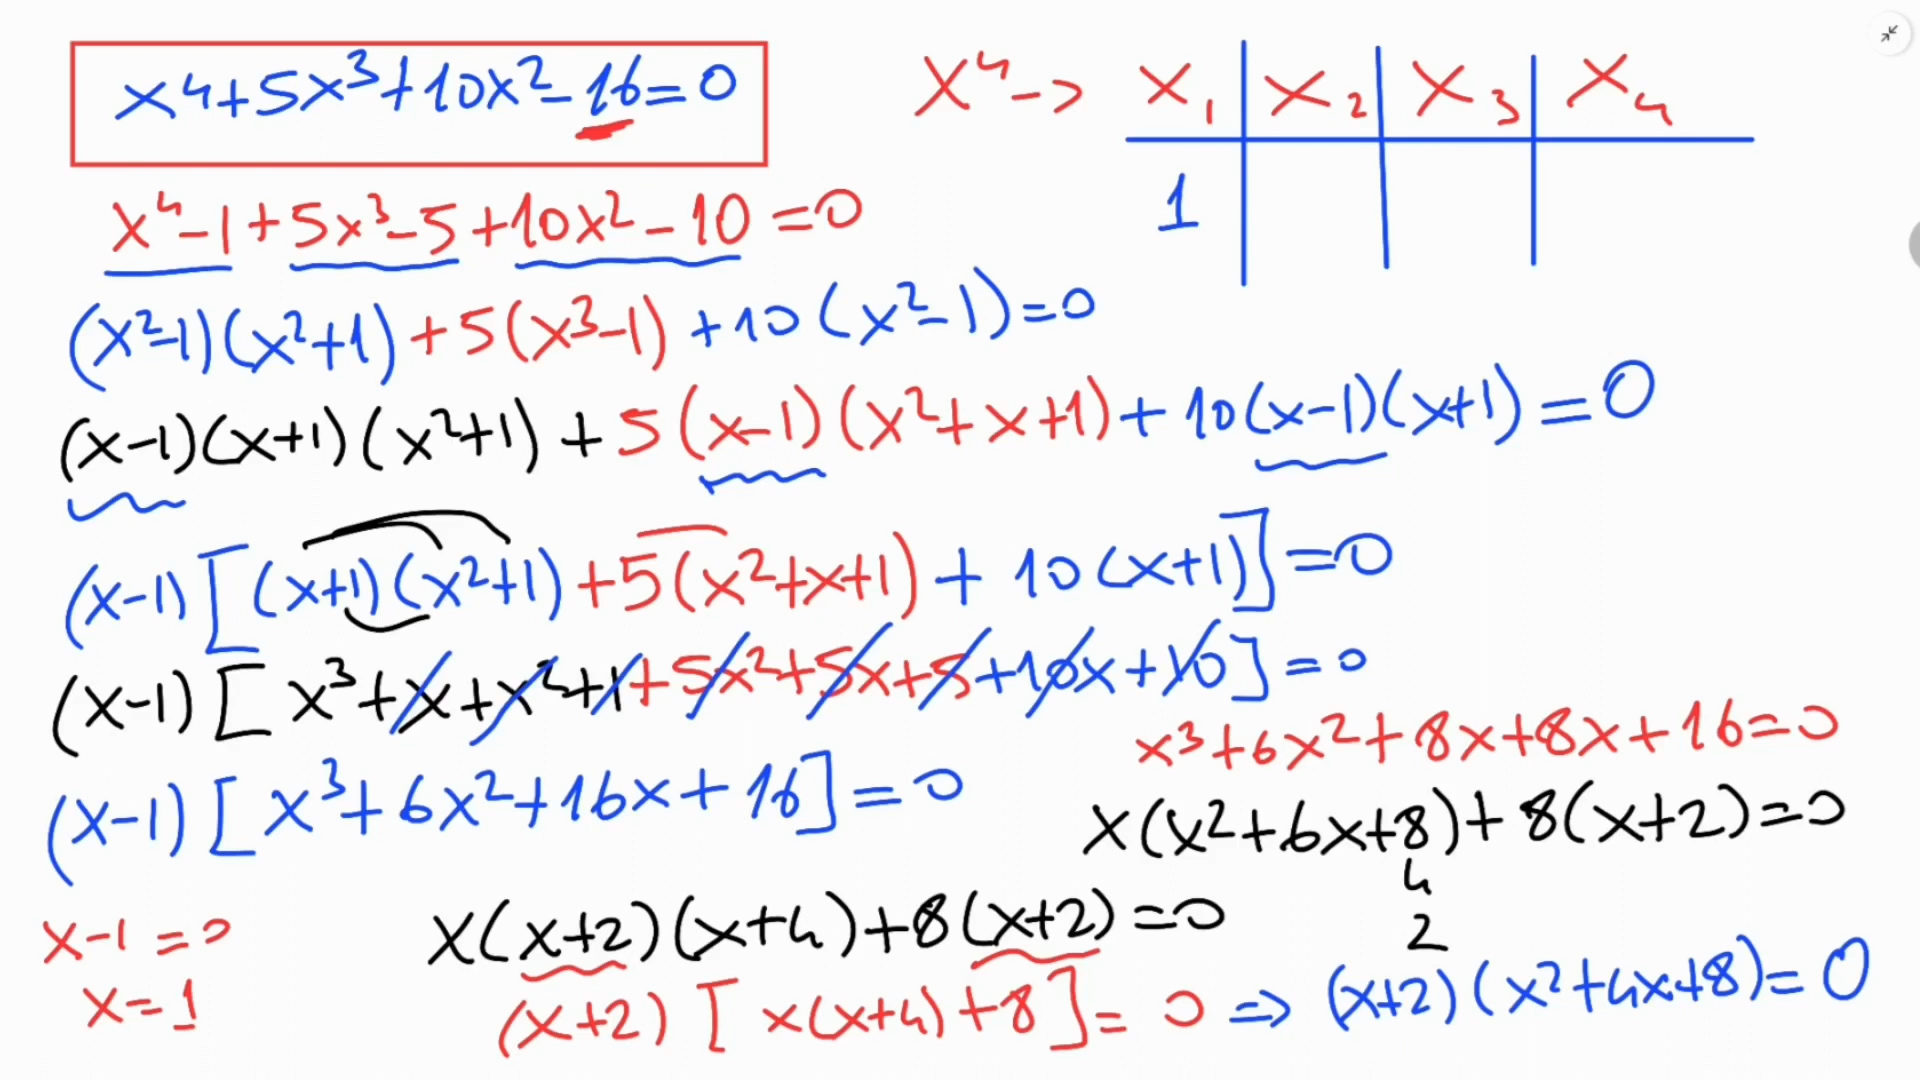 x⁴+5x³+10x²-16=0
x⁴-> x₁ x₂ x₃ x₄
1
x⁴-1+5x³-5+10x²-10=0
(x²-1)(x²+1)+5(x³-1)+10(x²-1)=0
(x-1)(x+1)(x²+1)+5(x-1)(x²+x+1)+10(x-1)(x+1)=0
(x-1)[(x+1)(x²+1)+5(x²+x+1)+10(x+1)]=0
(x-1)[x³+x+x²+1+5x²+5x+5+10x+10]=0
(x-1)[x³+6x²+16x+16]=0
x-1=0
x=1
x³+6x²+8x+8x+16=0
x(x²+6x+8)+8(x+2)=0
4
2
x(x+2)(x+4)+8(x+2)=0
(x+2)[x(x+4)+8]=0 => (x+2)(x²+4x+8)=0